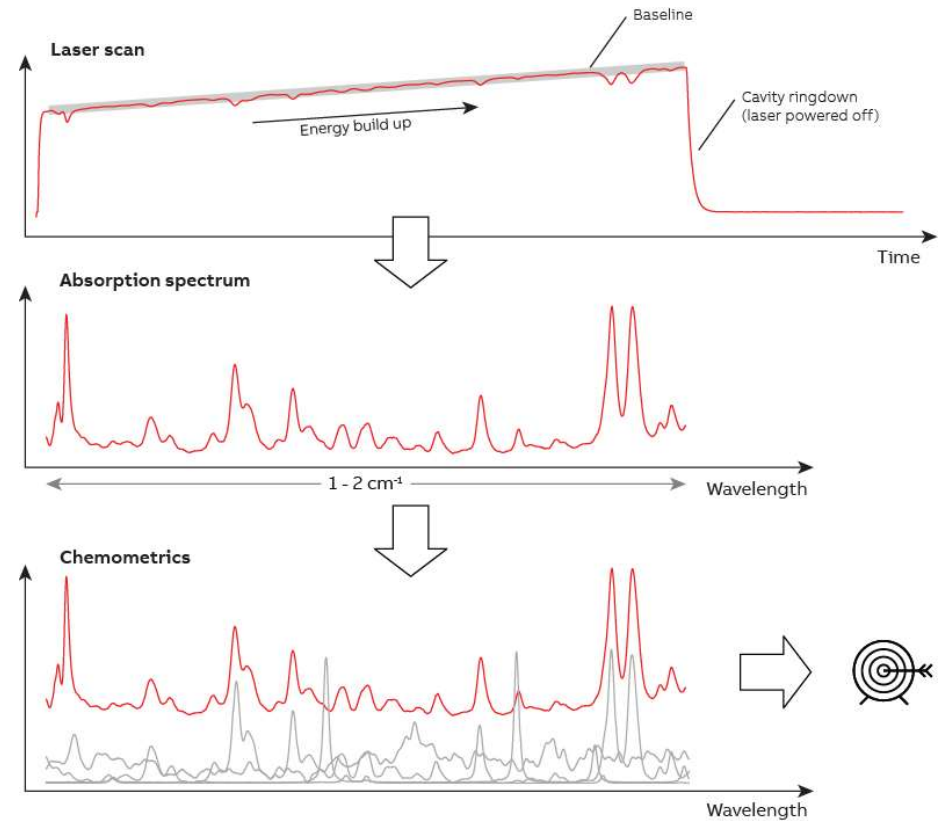 Baseline
Laser scan
Cavity ringdown
(laser powered off)
Energy build up
Time
Absorption spectrum
1 - 2 cm⁻¹
Wavelength
Chemometrics
Wavelength